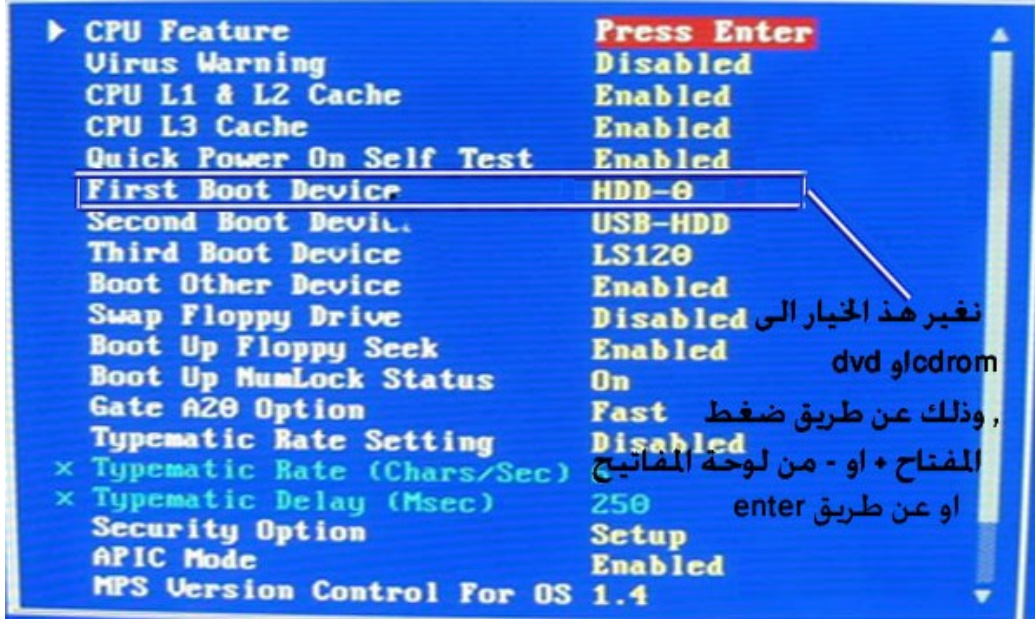 CPU Feature Press Enter
Virus Warning Disabled
CPU L1 & L2 Cache Enabled
CPU L3 Cache Enabled
Quick Power On Self Test Enabled
First Boot Device HDD-0
Second Boot USB-HDD
Third Boot Device LS120
Boot Other Device Enabled
Swap Floppy Drive Disabled
Boot Up Floppy Seek Enabled
Boot Up NumLock Status On
Gate A20 Option Fast
Typematic Rate Setting Disabled
x Typematic Rate (Chars/Sec)
x Typematic Delay (Msec) 250
Security Option Setup
APIC Mode Enabled
MPS Version Control For OS 1.4
نغير هذ الخيار الى
cdrom او dvd
, وذلك عن طريق ضغط
المفتاح + او - من لوحة المفاتيح
او عن طريق enter